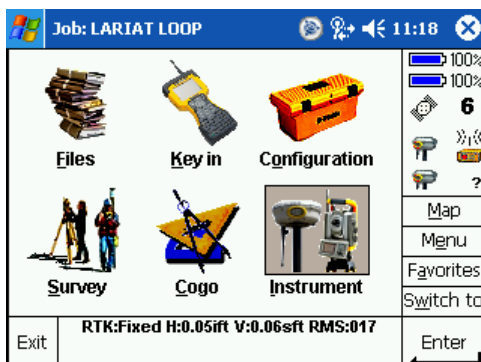 Job: LARIAT LOOP
11:18
100%
100%
6
?
Files
Key in
Configuration
Survey
Cogo
Instrument
Map
Menu
Favorites
Switch to
Exit
RTK:Fixed H:0.05ift V:0.06sft RMS:017
Enter